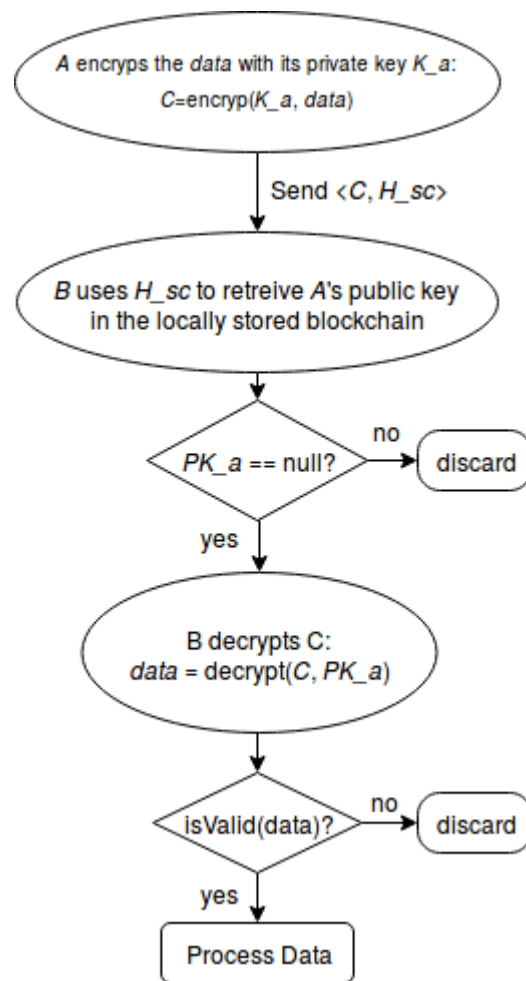 A encryps the data with its private key K_a:
C=encryp(K_a, data)
Send <C, H_sc>
B uses H_sc to retreive A's public key
in the locally stored blockchain
PK_a == null?
no
discard
yes
B decrypts C:
data = decrypt(C, PK_a)
isValid(data)?
no
discard
yes
Process Data